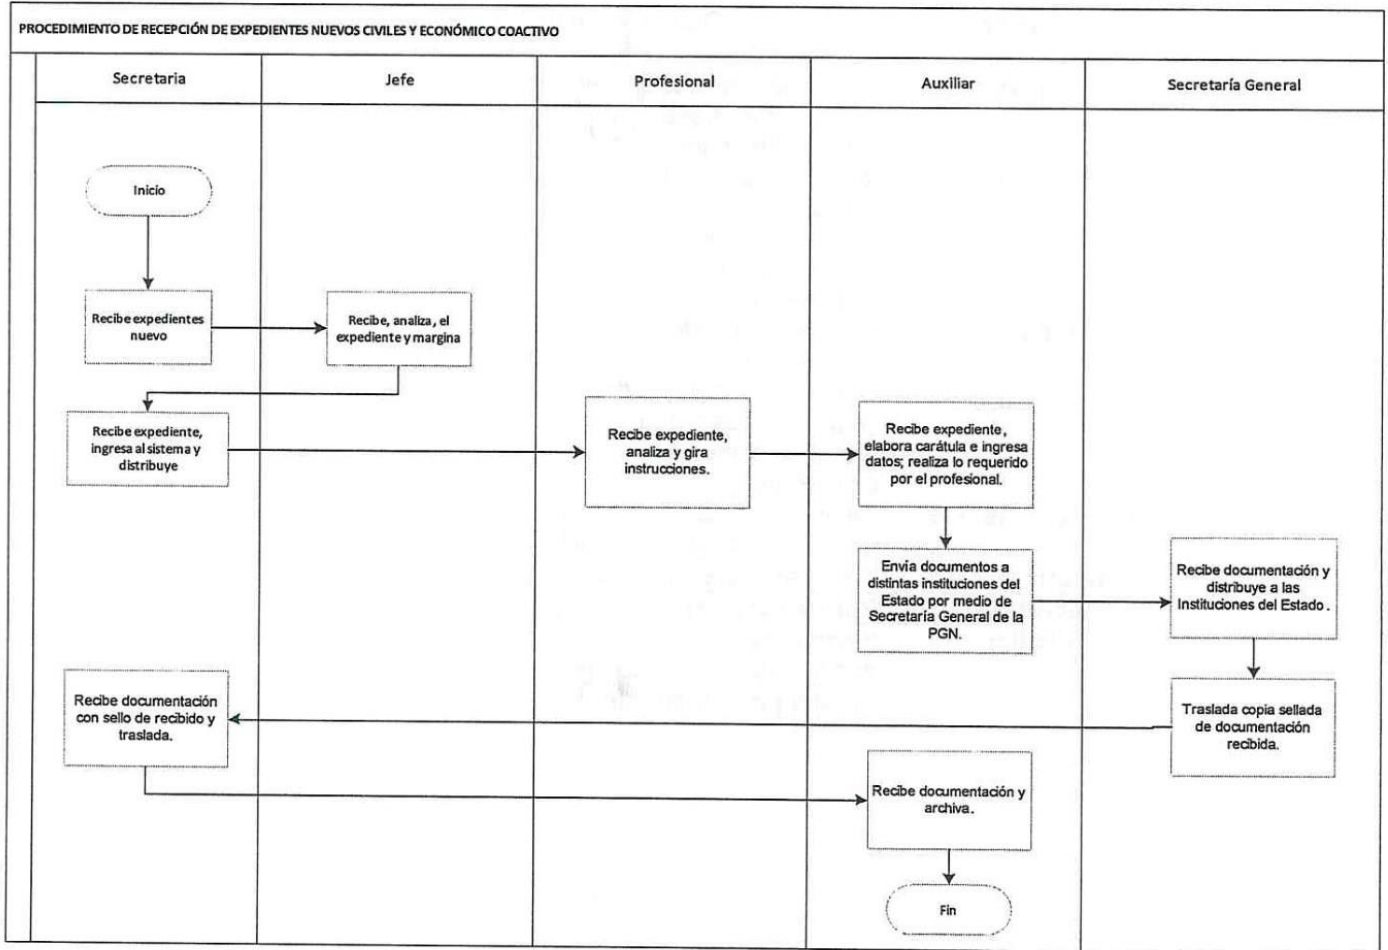 PROCEDIMIENTO DE RECEPCIÓN DE EXPEDIENTES NUEVOS CIVILES Y ECONÓMICO COACTIVO
Secretaria
Jefe
Profesional
Auxiliar
Secretaría General
Inicio
Recibe expedientes
nuevo
Recibe, analiza, el
expediente y margina
Recibe expediente,
ingresa al sistema y
distribuye
Recibe expediente,
analiza y gira
instrucciones.
Recibe expediente,
elabora carátula e ingresa
datos; realiza lo requerido
por el profesional.
Envía documentos a
distintas instituciones del
Estado por medio de
Secretaría General de la
PGN.
Recibe documentación y
distribuye a las
Instituciones del Estado.
Traslada copia sellada
de documentación
recibida.
Recibe documentación
con sello de recibido y
traslada.
Recibe documentación y
archiva.
Fin